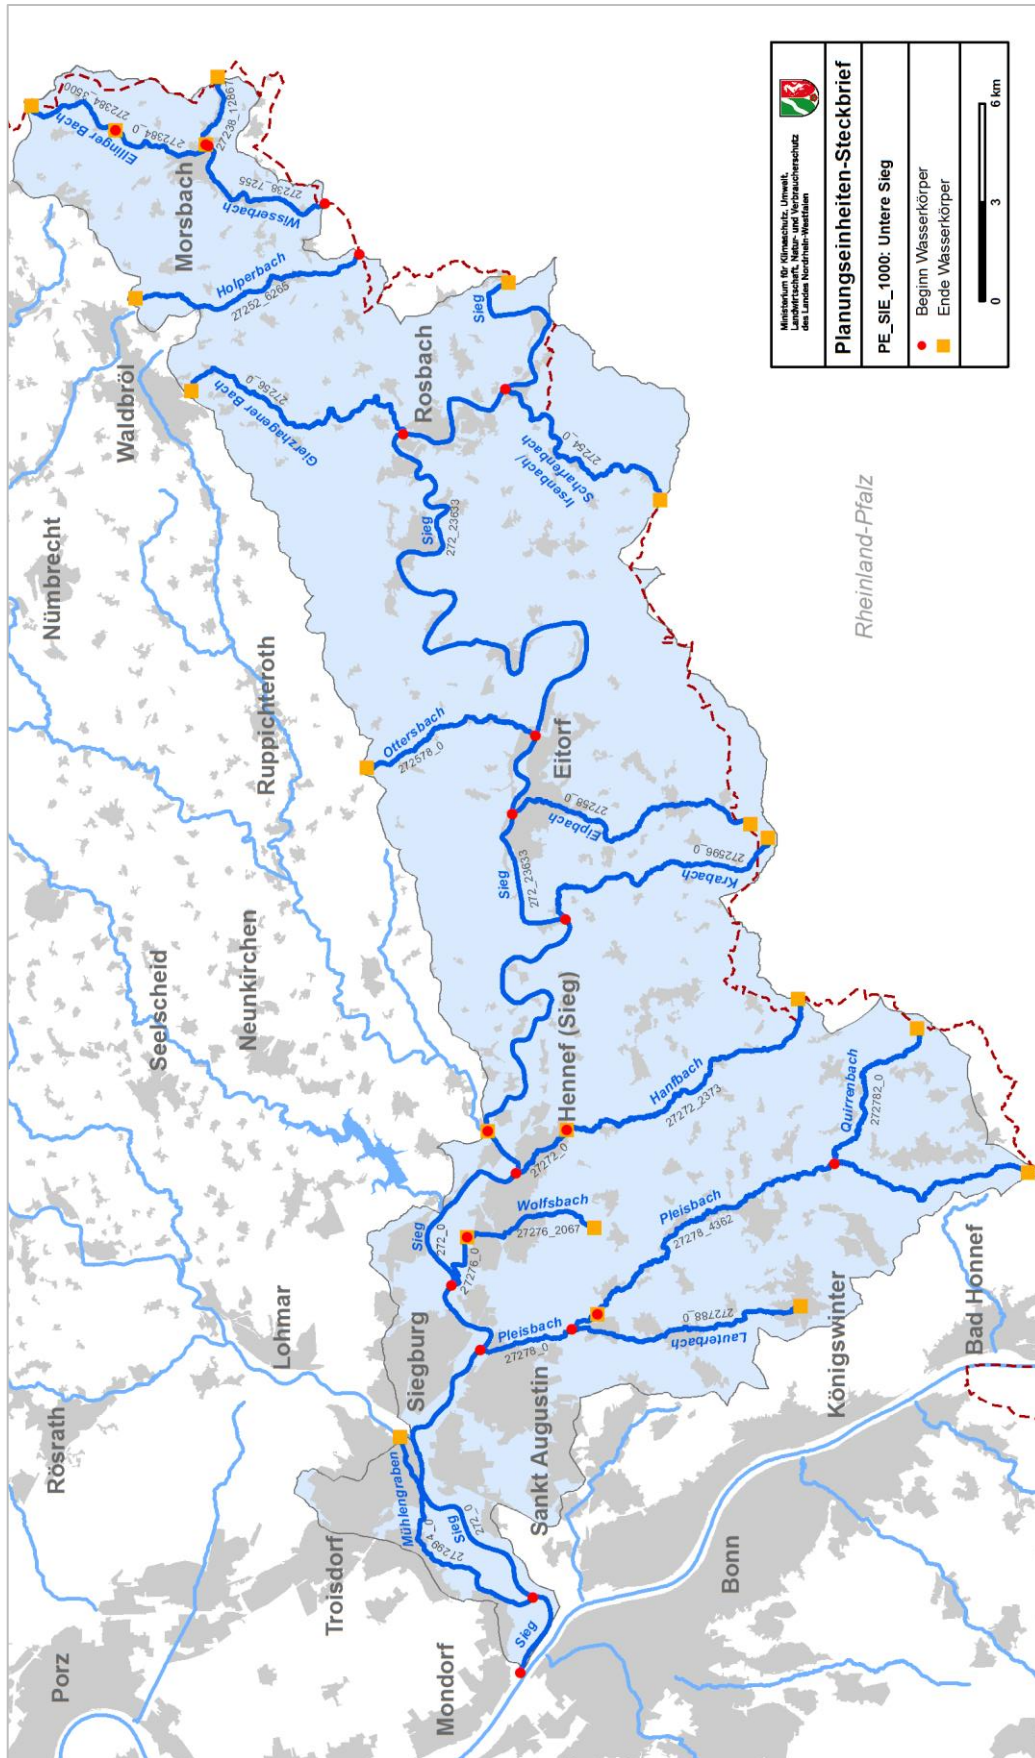 Porz
Rösrath
Troisdorf
Mondorf
Lohmar
Siegburg
Sankt Augustin
Bonn
Königswinter
Bad Honnef
Seelscheid
Neunkirchen
Hennef (Sieg)
Ruppichteroth
Nümbrecht
Waldbröl
Eitorf
Rosbach
Morsbach
Rheinland-Pfalz
Sieg
Mühlengraben
27299_4_0
Sieg
272_0
Pleisbach
27278_0
Lauterbach
272788_0
Sieg
272_0
27276_0
Wolfsbach
27276_2067
Pleisbach
27278_4362
Quirrenbach
272782_0
27272_0
Hanfbach
27272_2373
Krabach
272596_0
Sieg
272_23633
Eipbach
27258_0
Ottersbach
272578_0
Sieg
272_23633
Gierzhagener Bach
27256_0
Irsenbach/
Scharfenbach
27254_0
Sieg
Holperbach
27252_6265
Wisserbach
27238_7255
27238_12867
Ellinger Bach
272384_0
272384_3500
Ministerium für Klimaschutz, Umwelt,
Landwirtschaft, Natur- und Verbraucherschutz
des Landes Nordrhein-Westfalen
Planungseinheiten-Steckbrief
PE_SIE_1000: Untere Sieg
Beginn Wasserkörper
Ende Wasserkörper
0 3 6 km